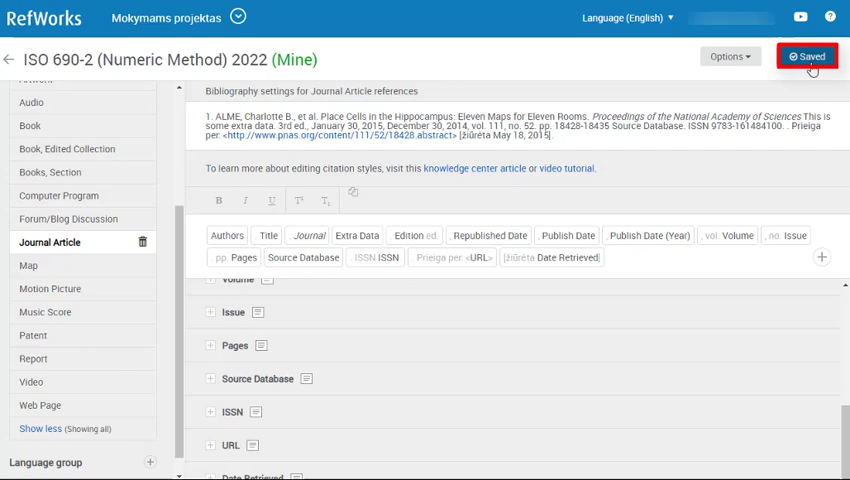 RefWorks
Mokymams projektas
Language (English)
ISO 690-2 (Numeric Method) 2022 (Mine)
Options
Saved
Artwork
Audio
Book
Book, Edited Collection
Books, Section
Computer Program
Forum/Blog Discussion
Journal Article
Map
Motion Picture
Music Score
Patent
Report
Video
Web Page
Show less (Showing all)
Language group
Bibliography settings for Journal Article references
1. ALME, Charlotte B., et al. Place Cells in the Hippocampus: Eleven Maps for Eleven Rooms. Proceedings of the National Academy of Sciences This is
some extra data. 3rd ed., January 30, 2015, December 30, 2014, vol. 111, no. 52. pp. 18428-18435 Source Database. ISSN 9783-161484100. . Prieiga
per: <http://www.pnas.org/content/111/52/18428.abstract> [žiūrėta May 18, 2015].
To learn more about editing citation styles, visit this knowledge center article or video tutorial.
B I U T T
Authors . Title . Journal Extra Data . Edition ed. , Republished Date , Publish Date , Publish Date (Year) , vol. Volume , no. Issue
. pp. Pages Source Database . ISSN ISSN . Prieiga per: <URL> [žiūrėta Date Retrieved]
Volume
Issue
Pages
Source Database
ISSN
URL
Date Retrieved